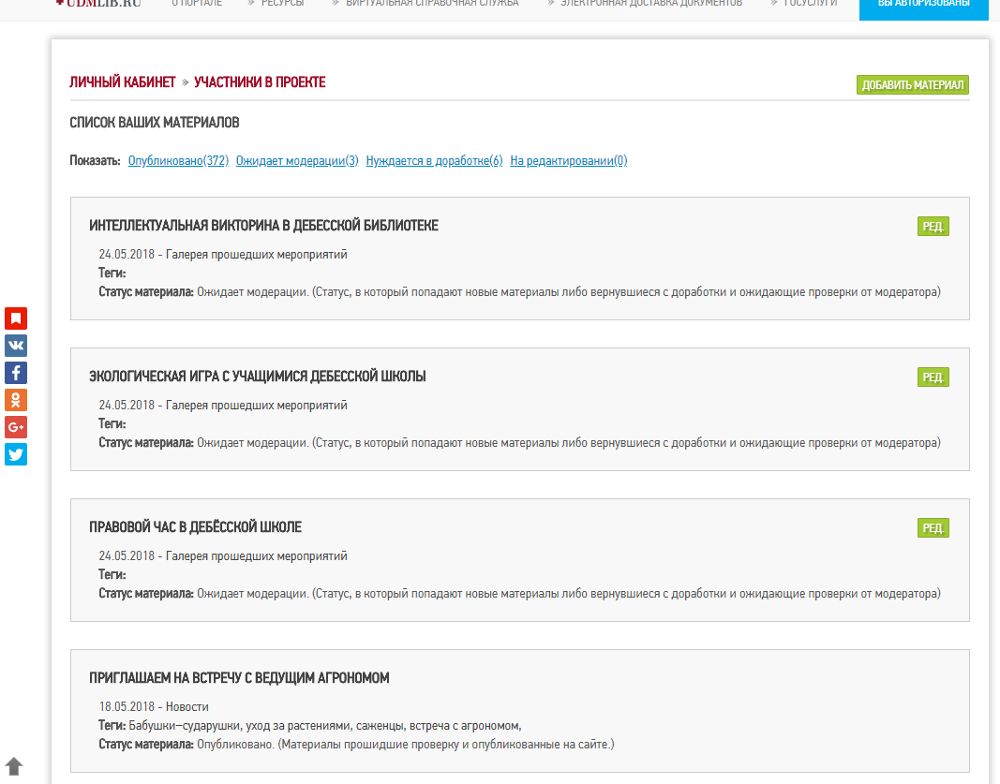 UDMLIB.RU О ПОРТАЛЕ » РЕСУРСЫ » ВИРТУАЛЬНАЯ СПРАВОЧНАЯ СЛУЖБА » ЭЛЕКТРОННАЯ ДОСТАВКА ДОКУМЕНТОВ » ГОСУСЛУГИ ВЫ АВТОРИЗОВАНЫ
ЛИЧНЫЙ КАБИНЕТ » УЧАСТНИКИ В ПРОЕКТЕ
ДОБАВИТЬ МАТЕРИАЛ
СПИСОК ВАШИХ МАТЕРИАЛОВ
Показать: Опубликовано(372) Ожидает модерации(3) Нуждается в доработке(6) На редактировании(0)
ИНТЕЛЛЕКТУАЛЬНАЯ ВИКТОРИНА В ДЕБЕССКОЙ БИБЛИОТЕКЕ
РЕД.
24.05.2018 - Галерея прошедших мероприятий
Теги:
Статус материала: Ожидает модерации. (Статус, в который попадают новые материалы либо вернувшиеся с доработки и ожидающие проверки от модератора)
ЭКОЛОГИЧЕСКАЯ ИГРА С УЧАЩИМИСЯ ДЕБЕССКОЙ ШКОЛЫ
РЕД.
24.05.2018 - Галерея прошедших мероприятий
Теги:
Статус материала: Ожидает модерации. (Статус, в который попадают новые материалы либо вернувшиеся с доработки и ожидающие проверки от модератора)
ПРАВОВОЙ ЧАС В ДЕБЁССКОЙ ШКОЛЕ
РЕД.
24.05.2018 - Галерея прошедших мероприятий
Теги:
Статус материала: Ожидает модерации. (Статус, в который попадают новые материалы либо вернувшиеся с доработки и ожидающие проверки от модератора)
ПРИГЛАШАЕМ НА ВСТРЕЧУ С ВЕДУЩИМ АГРОНОМОМ
18.05.2018 - Новости
Теги: Бабушки–сударушки, уход за растениями, саженцы, встреча с агрономом,
Статус материала: Опубликовано. (Материалы прошидшие проверку и опубликованные на сайте.)